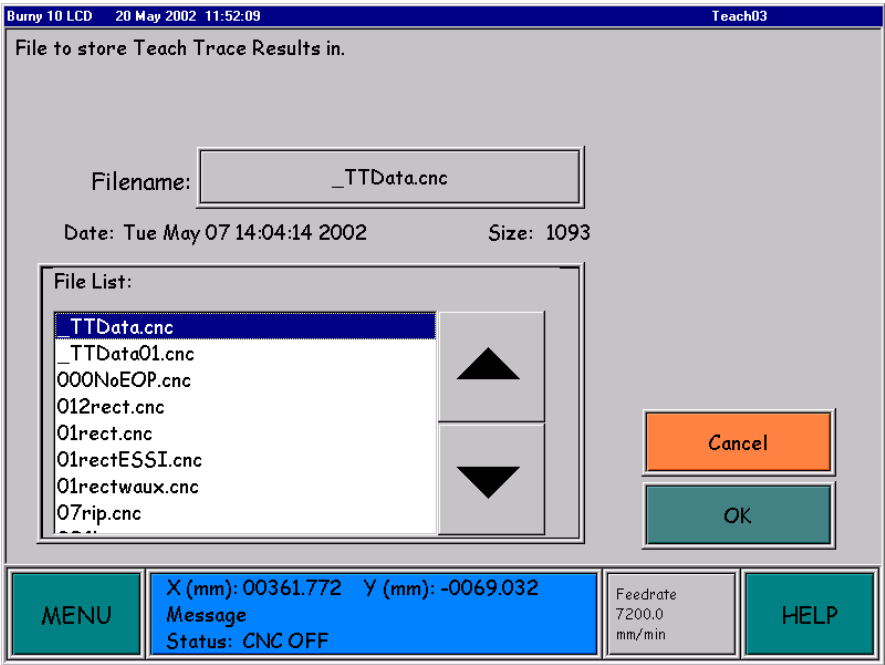 Burny 10 LCD 20 May 2002 11:52:09 Teach03
File to store Teach Trace Results in.
Filename: _TTData.cnc
Date: Tue May 07 14:04:14 2002 Size: 1093
File List:
_TTData.cnc
_TTData01.cnc
000NoEOP.cnc
012rect.cnc
01rect.cnc
01rectESSI.cnc
01rectwaux.cnc
07rip.cnc
Cancel
OK
MENU
X (mm): 00361.772 Y (mm): -0069.032
Message
Status: CNC OFF
Feedrate
7200.0
mm/min
HELP